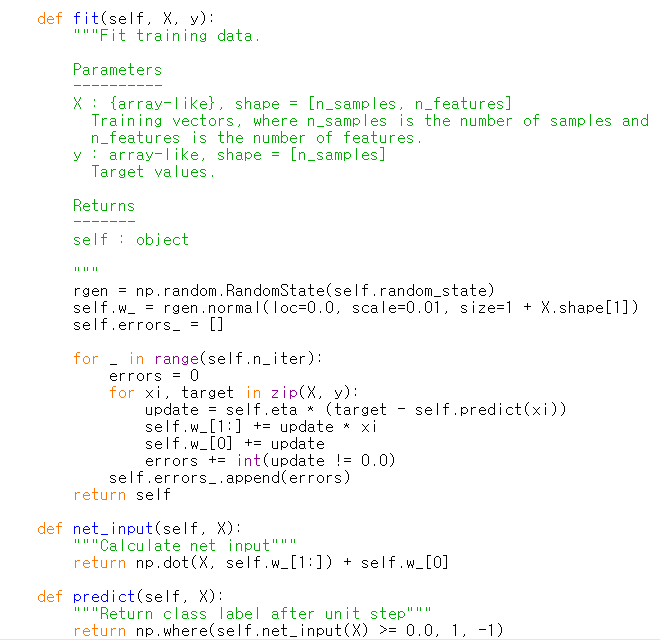 def fit(self, X, y):
"""Fit training data.
Parameters
----------
X : {array-like}, shape = [n_samples, n_features]
Training vectors, where n_samples is the number of samples and
n_features is the number of features.
y : array-like, shape = [n_samples]
Target values.
Returns
-------
self : object
"""
rgen = np.random.RandomState(self.random_state)
self.w_ = rgen.normal(loc=0.0, scale=0.01, size=1 + X.shape[1])
self.errors_ = []
for _ in range(self.n_iter):
errors = 0
for xi, target in zip(X, y):
update = self.eta * (target - self.predict(xi))
self.w_[1:] += update * xi
self.w_[0] += update
errors += int(update != 0.0)
self.errors_.append(errors)
return self
def net_input(self, X):
"""Calculate net input"""
return np.dot(X, self.w_[1:]) + self.w_[0]
def predict(self, X):
"""Return class label after unit step"""
return np.where(self.net_input(X) >= 0.0, 1, -1)